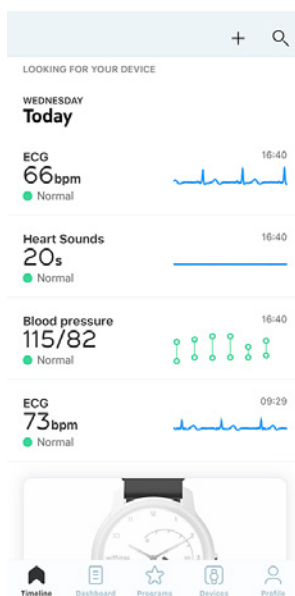 LOOKING FOR YOUR DEVICE
WEDNESDAY
Today
ECG 16:40
66bpm
Normal
Heart Sounds 16:40
20s
Normal
Blood pressure 16:40
115/82
Normal
ECG 09:29
73bpm
Normal
withings
Timeline Dashboard Programs Devices Profile